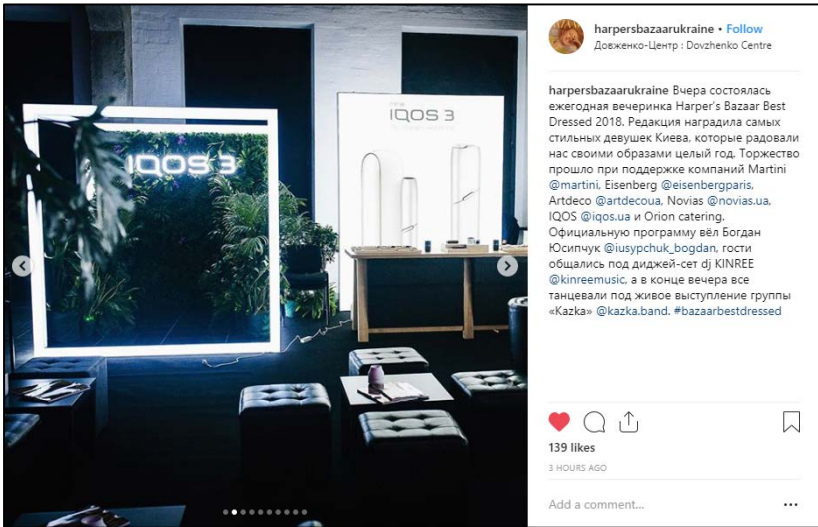 IQOS 3
NEW
IQOS 3
harpersbazaarukraine • Follow
Довженко-Центр : Dovzhenko Centre
harpersbazaarukraine Вчера состоялась
ежегодная вечеринка Harper's Bazaar Best
Dressed 2018. Редакция наградила самых
стильных девушек Киева, которые радовали
нас своими образами целый год. Торжество
прошло при поддержке компаний Martini
@martini, Eisenberg @eisenbergparis,
Artdeco @artdecoua, Novias @novias.ua,
IQOS @iqos.ua и Orion catering.
Официальную программу вёл Богдан
Юсипчук @iusypchuk_bogdan, гости
общались под диджей-сет dj KINREE
@kinreemusic, а в конце вечера все
танцевали под живое выступление группы
«Kazka» @kazka.band. #bazaarbestdressed
139 likes
3 HOURS AGO
Add a comment...